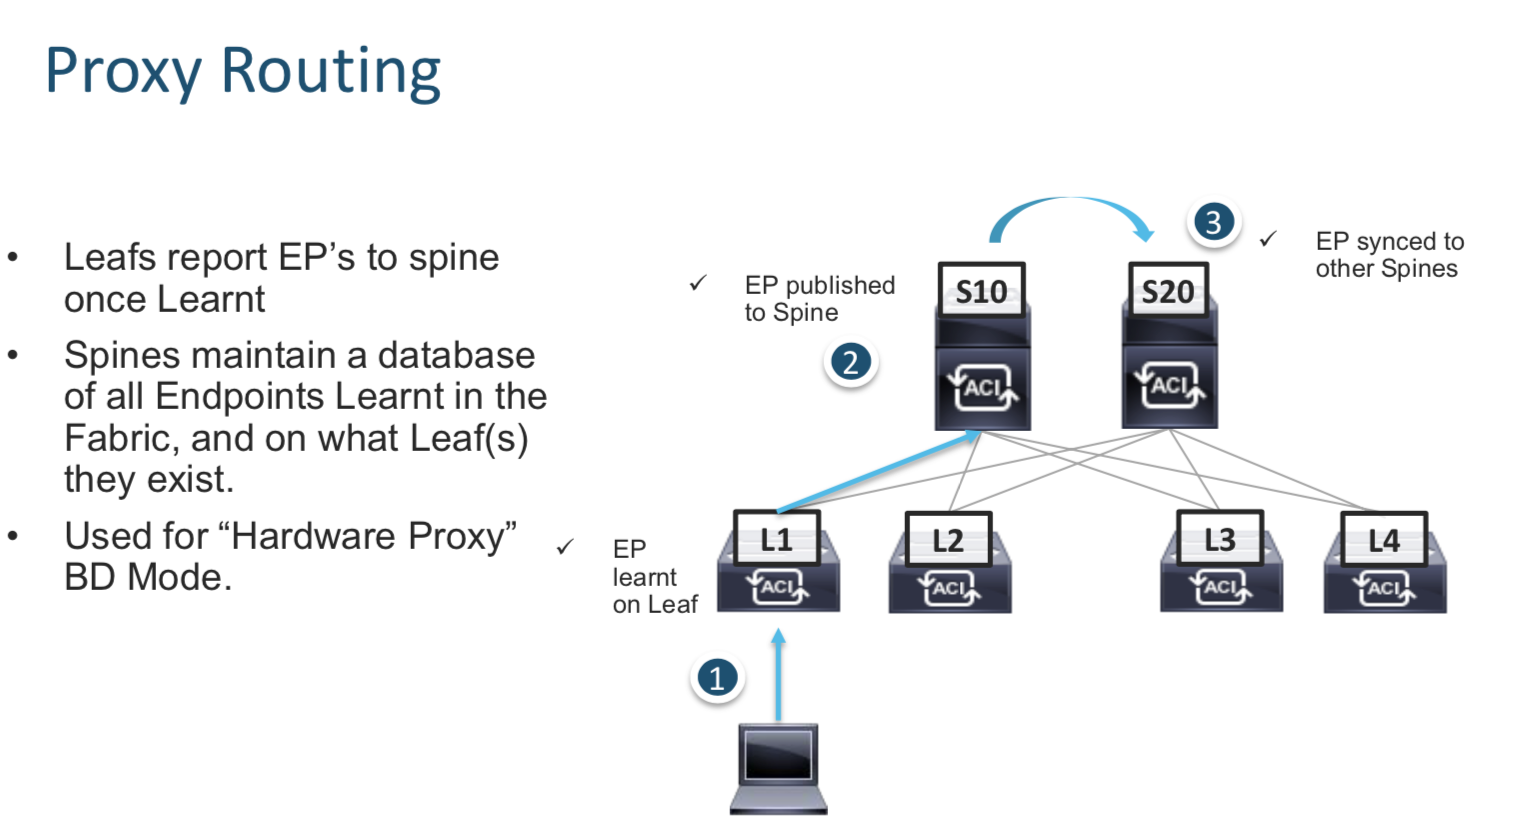 Proxy Routing
• Leafs report EP’s to spine
once Learnt
• Spines maintain a database
of all Endpoints Learnt in the
Fabric, and on what Leaf(s)
they exist.
• Used for “Hardware Proxy”
BD Mode.
3
✓ EP synced to
other Spines
✓ EP published
to Spine
2
S10
S20
ACI
ACI
✓ EP
learnt
on Leaf
L1
L2
L3
L4
ACI
ACI
ACI
ACI
1